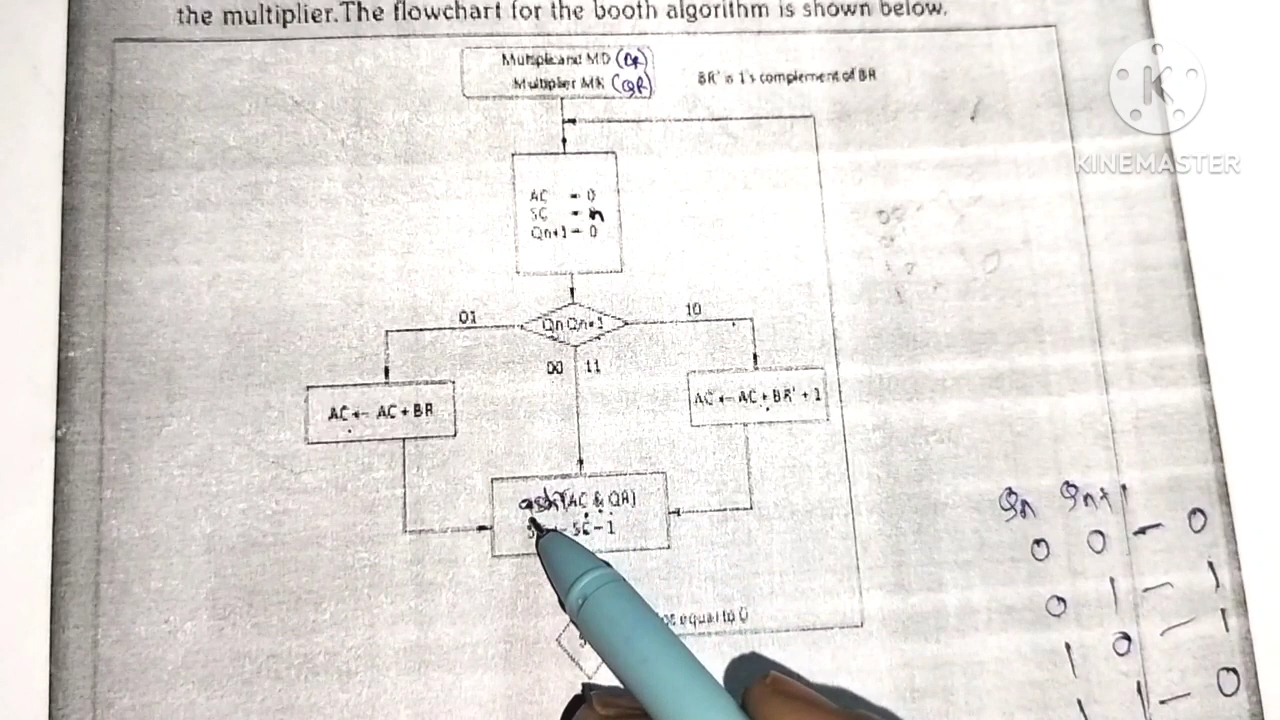 the multiplier. The flowchart for the booth algorithm is shown below.
Multiplicand MD (BR)
Multiplier MR (QR)
BR' is 1's complement of BR
K
KINEMASTER
AC = 0
SC = n
Qn+1 = 0
01
Qn Qn+1
10
00 11
AC ← AC + BR
AC ← AC + BR' + 1
ashr (AC & QR)
SC-1
equal to 0
Qn Qn+1
0 0 - 0
0 1 - 1
1 0 - 1
1 1 - 0